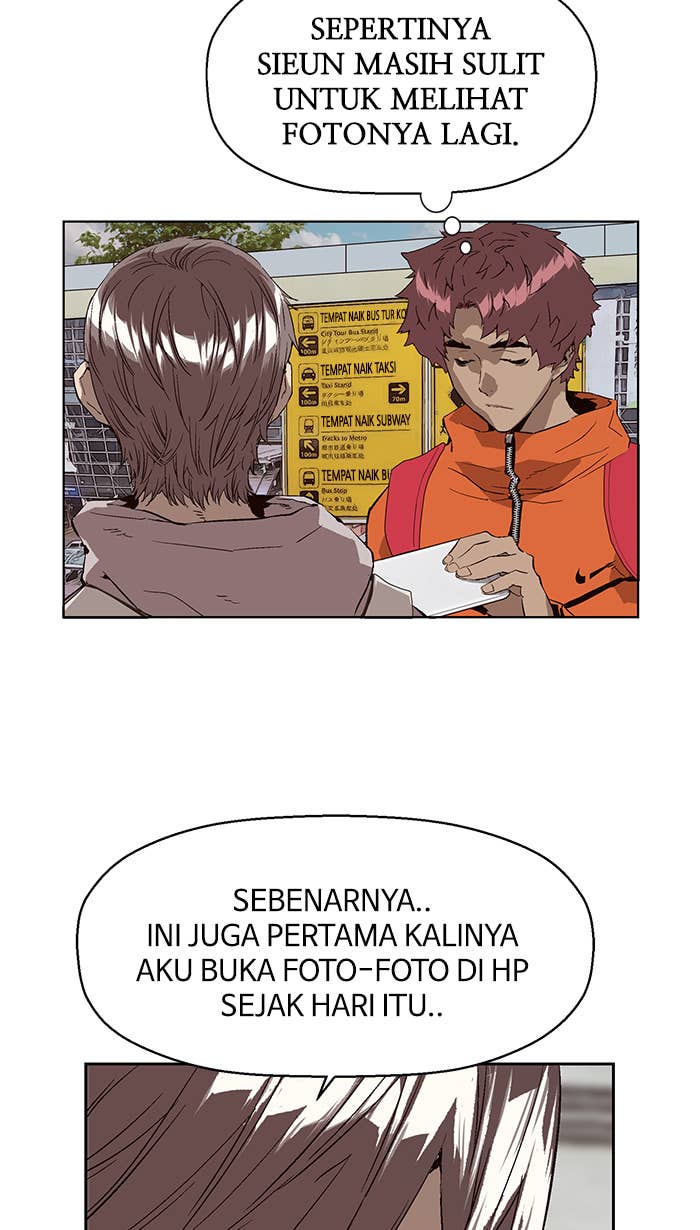 SEPERTINYA
SIEUN MASIH SULIT
UNTUK MELIHAT
FOTONYA LAGI.
TEMPAT NAIK BUS TUR KO
City Tour Bus Stand
100m
TEMPAT NAIK TAKSI
Taxi Stand
100m
70m
TEMPAT NAIK SUBWAY
Tracks to Metro
100m
TEMPAT NAIK BU
Bus Stop
SEBENARNYA..
INI JUGA PERTAMA KALINYA
AKU BUKA FOTO-FOTO DI HP
SEJAK HARI ITU..